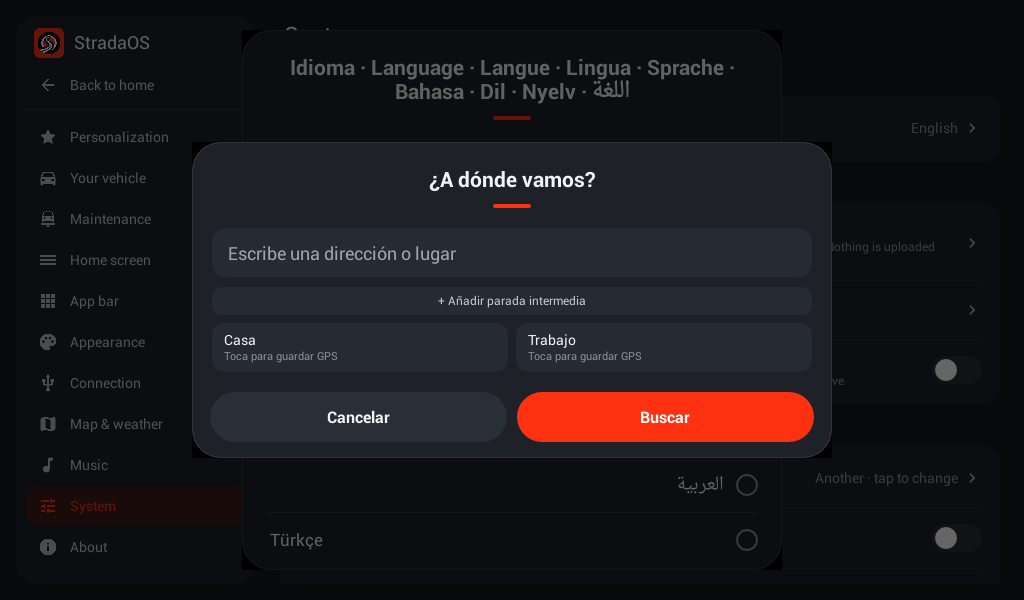 StradaOS
Back to home
Personalization
Your vehicle
Maintenance
Home screen
App bar
Appearance
Connection
Map & weather
Music
System
About
Idioma · Language · Langue · Lingua · Sprache ·
Bahasa · Dil · Nyelv · اللغة
English
¿A dónde vamos?
Escribe una dirección o lugar
+ Añadir parada intermedia
Casa
Toca para guardar GPS
Trabajo
Toca para guardar GPS
Cancelar
Buscar
is uploaded
العربية
Türkçe
Another · tap to change